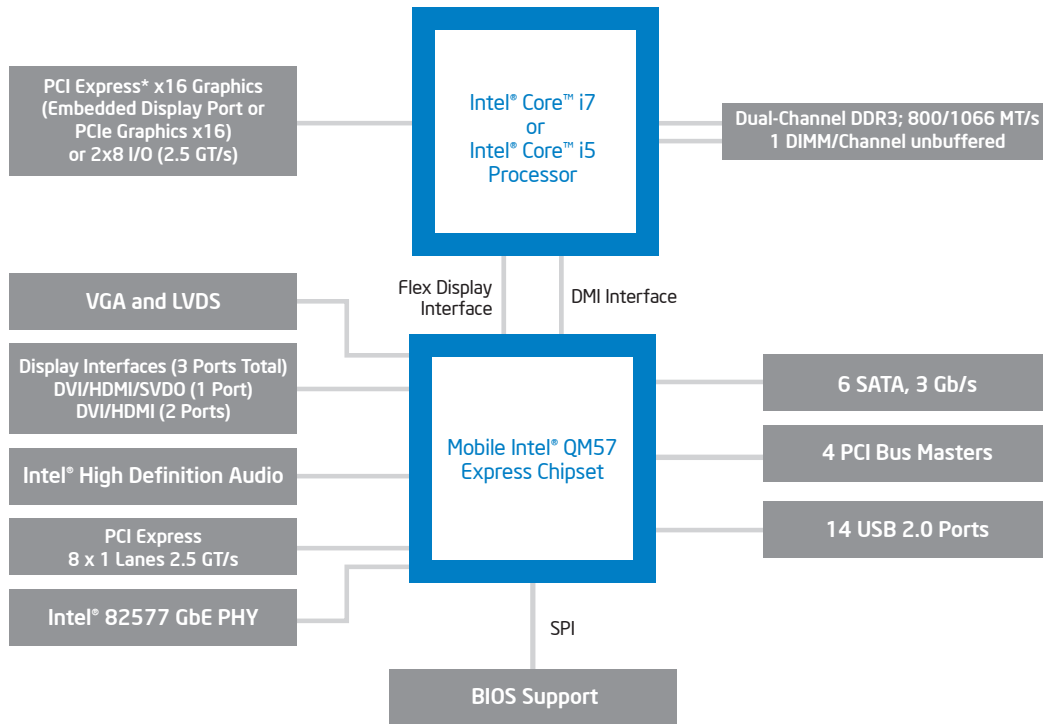 PCI Express* x16 Graphics
(Embedded Display Port or
PCIe Graphics x16)
or 2x8 I/O (2.5 GT/s)
Intel® Core™ i7
or
Intel® Core™ i5
Processor
Dual-Channel DDR3; 800/1066 MT/s
1 DIMM/Channel unbuffered
Flex Display
Interface
DMI Interface
VGA and LVDS
Display Interfaces (3 Ports Total)
DVI/HDMI/SVDO (1 Port)
DVI/HDMI (2 Ports)
Intel® High Definition Audio
PCI Express
8 x 1 Lanes 2.5 GT/s
Intel® 82577 GbE PHY
Mobile Intel® QM57
Express Chipset
6 SATA, 3 Gb/s
4 PCI Bus Masters
14 USB 2.0 Ports
SPI
BIOS Support